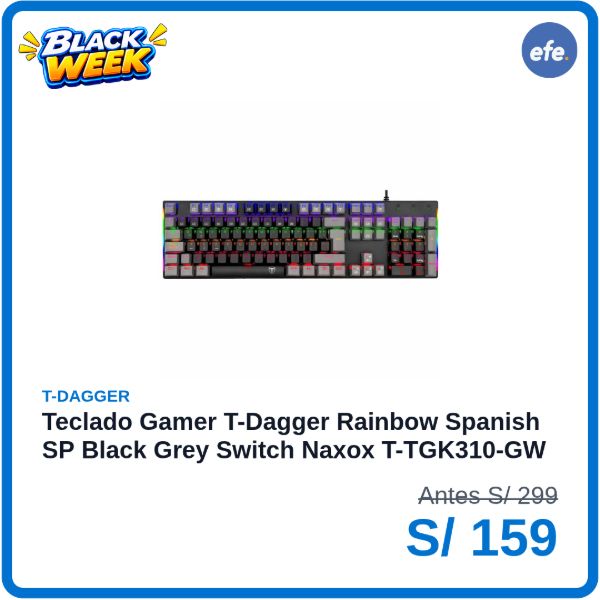 BLACK
WEEK
efe.
T-DAGGER
Teclado Gamer T-Dagger Rainbow Spanish
SP Black Grey Switch Naxox T-TGK310-GW
Antes S/ 299
S/ 159